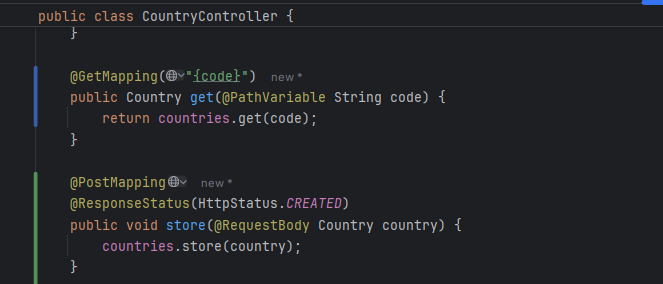 public class CountryController {
}
@GetMapping("{code}") new *
public Country get(@PathVariable String code) {
return countries.get(code);
}
@PostMapping new *
@ResponseStatus(HttpStatus.CREATED)
public void store(@RequestBody Country country) {
countries.store(country);
}